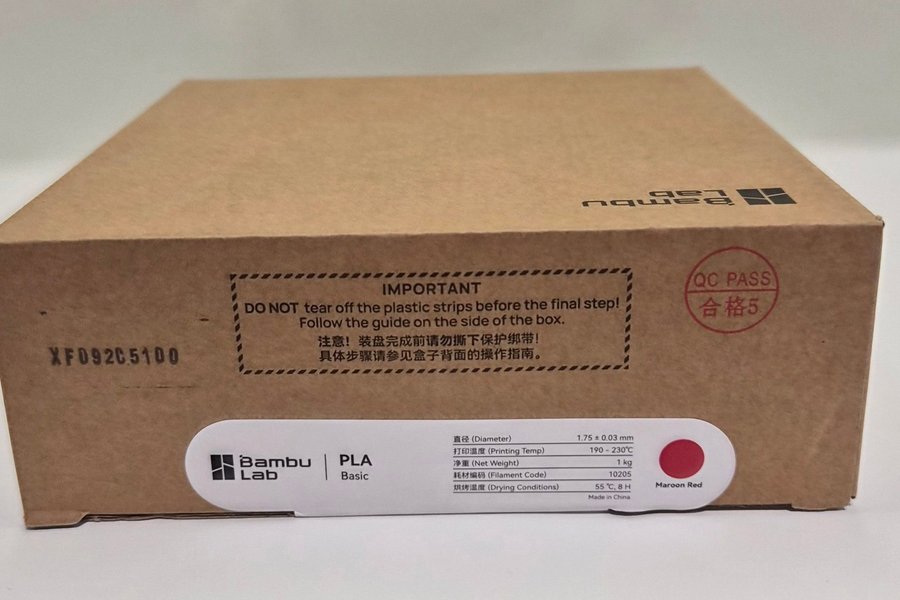 Bambu
Lab
QC PASS
合格5
IMPORTANT
DO NOT tear off the plastic strips before the final step!
Follow the guide on the side of the box.
注意! 装盘完成前请勿撕下保护绑带!
具体步骤请参见盒子背面的操作指南。
XF092C5100
Bambu
Lab
PLA
Basic
直径 (Diameter) 1.75 ± 0.03 mm
打印温度 (Printing Temp) 190 - 230℃
净重 (Net Weight) 1 kg
耗材编码 (Filament Code) 10205
烘烤温度 (Drying Conditions) 55 ℃, 8 H
Made in China
Maroon Red